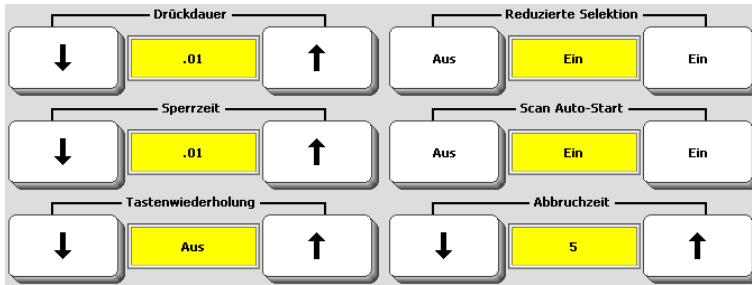 Drückdauer
.01
Reduzierte Selektion
Aus Ein Ein
Sperrzeit
.01
Scan Auto-Start
Aus Ein Ein
Tastenwiederholung
Aus
Abbruchzeit
5